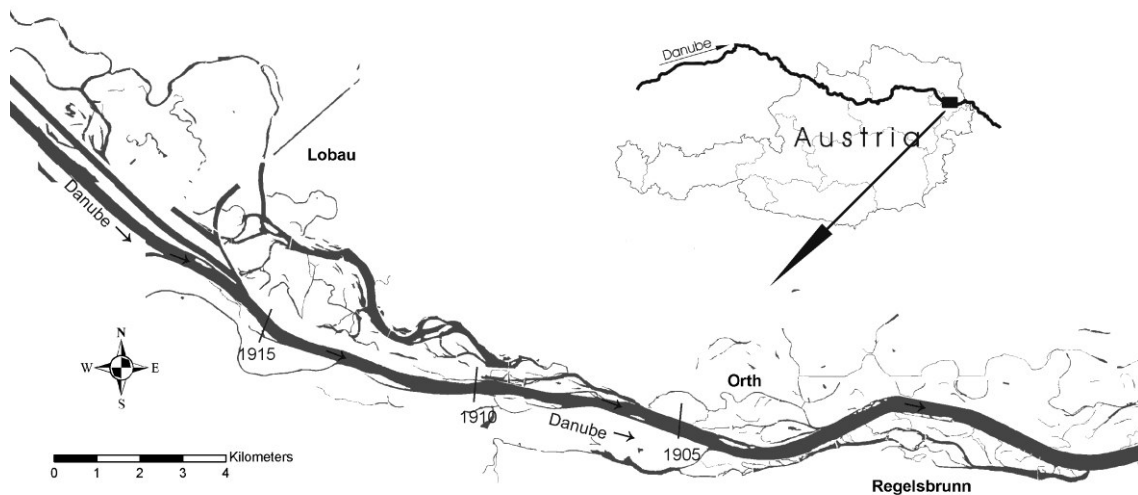 Danube
Austria
Lobau
Danube
N
W E
S
1915
1910
Orth
Danube
1905
Kilometers
0 1 2 3 4
Regelsbrunn